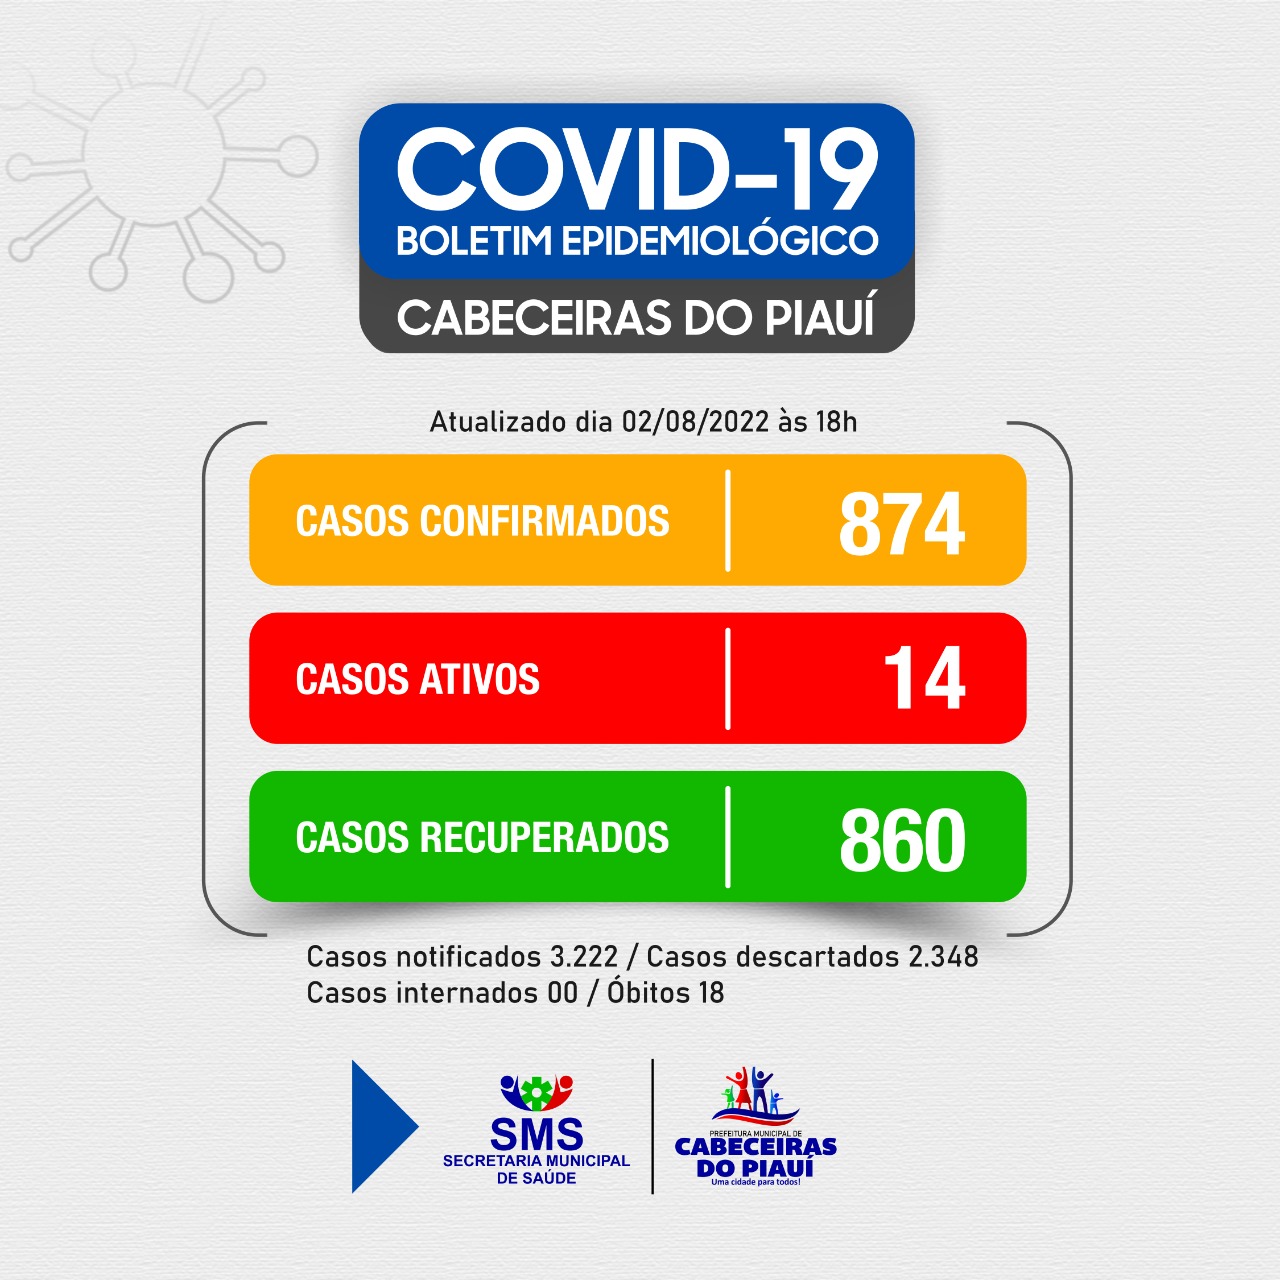 COVID-19
BOLETIM EPIDEMIOLÓGICO
CABECEIRAS DO PIAUÍ
Atualizado dia 02/08/2022 às 18h
CASOS CONFIRMADOS 874
CASOS ATIVOS 14
CASOS RECUPERADOS 860
Casos notificados 3.222 / Casos descartados 2.348
Casos internados 00 / Óbitos 18
SMS
SECRETARIA MUNICIPAL
DE SAÚDE
PREFEITURA MUNICIPAL DE
CABECEIRAS
DO PIAUÍ
Uma cidade para todos!